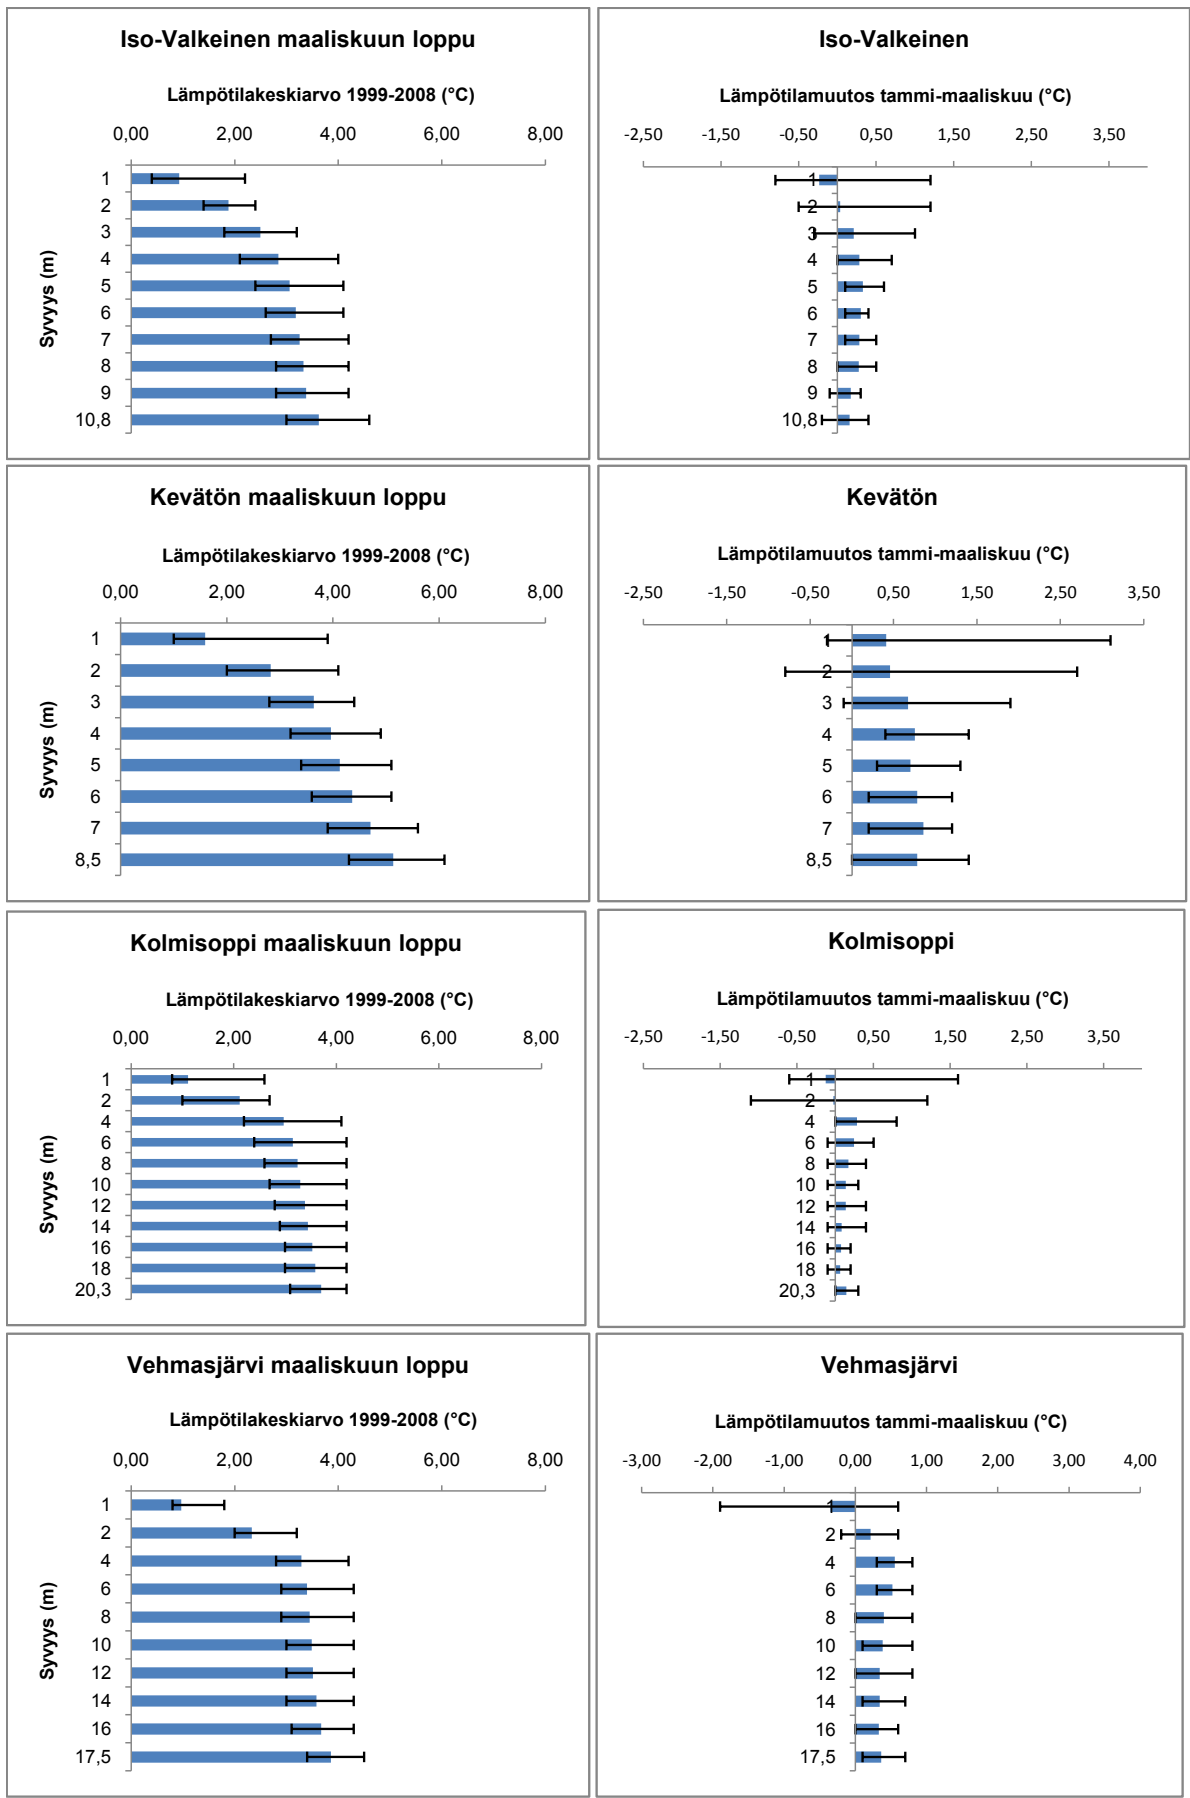 Iso-Valkeinen maaliskuun loppu
Lämpötilakeskiarvo 1999-2008 (°C)
0,00 2,00 4,00 6,00 8,00
Syvyys (m)
1
2
3
4
5
6
7
8
9
10,8
Iso-Valkeinen
Lämpötilamuutos tammi-maaliskuu (°C)
-2,50 -1,50 -0,50 0,50 1,50 2,50 3,50
1
2
3
4
5
6
7
8
9
10,8
Kevätön maaliskuun loppu
Lämpötilakeskiarvo 1999-2008 (°C)
0,00 2,00 4,00 6,00 8,00
Syvyys (m)
1
2
3
4
5
6
7
8,5
Kevätön
Lämpötilamuutos tammi-maaliskuu (°C)
-2,50 -1,50 -0,50 0,50 1,50 2,50 3,50
1
2
3
4
5
6
7
8,5
Kolmisoppi maaliskuun loppu
Lämpötilakeskiarvo 1999-2008 (°C)
0,00 2,00 4,00 6,00 8,00
Syvyys (m)
1
2
4
6
8
10
12
14
16
18
20,3
Kolmisoppi
Lämpötilamuutos tammi-maaliskuu (°C)
-2,50 -1,50 -0,50 0,50 1,50 2,50 3,50
1
2
4
6
8
10
12
14
16
18
20,3
Vehmasjärvi maaliskuun loppu
Lämpötilakeskiarvo 1999-2008 (°C)
0,00 2,00 4,00 6,00 8,00
Syvyys (m)
1
2
4
6
8
10
12
14
16
17,5
Vehmasjärvi
Lämpötilamuutos tammi-maaliskuu (°C)
-3,00 -2,00 -1,00 0,00 1,00 2,00 3,00 4,00
1
2
4
6
8
10
12
14
16
17,5